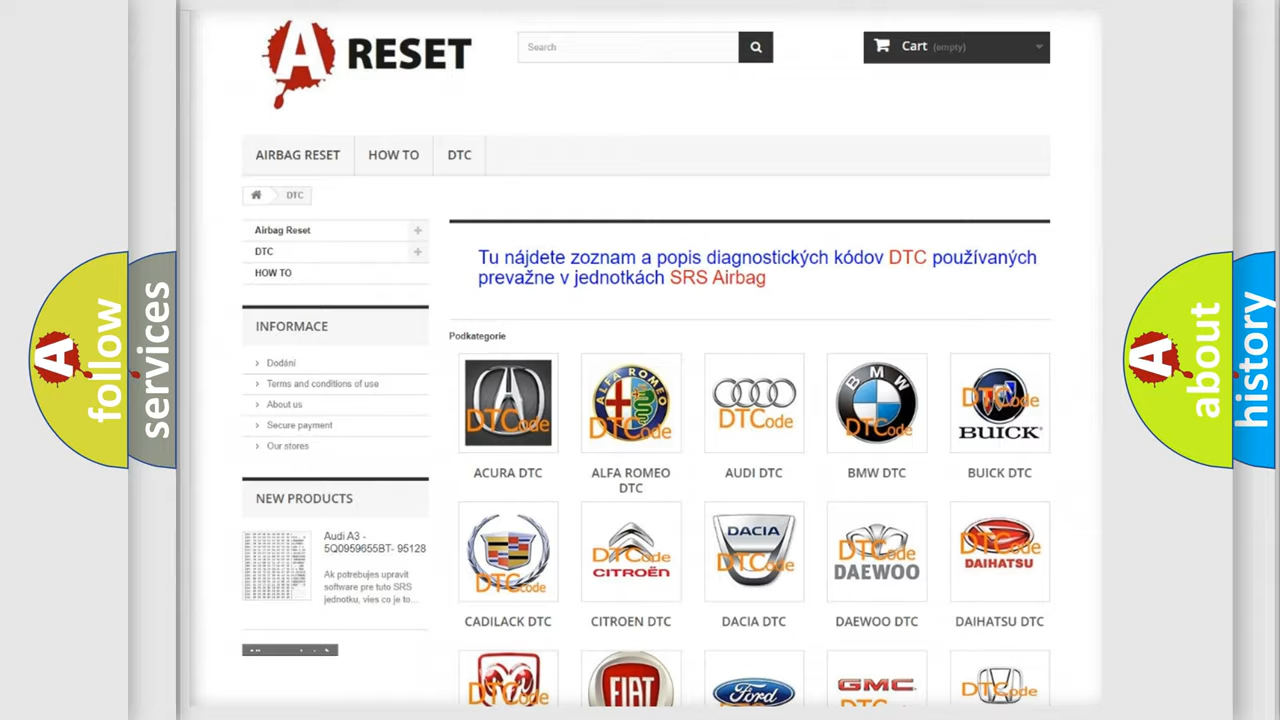 A RESET
Search
Cart (empty)
AIRBAG RESET
HOW TO
DTC
DTC
Airbag Reset
DTC
HOW TO
Tu nájdete zoznam a popis diagnostických kódov DTC používaných
prevažne v jednotkách SRS Airbag
INFORMACE
Dodání
Terms and conditions of use
About us
Secure payment
Our stores
NEW PRODUCTS
Audi A3 -
5Q0959655BT- 95128
Ak potrebujes upravit
software pre tuto SRS
jednotku, vies co je to...
Podkategorie
DTCode
ALFA ROMEO
DTCode
DTCode
BMW
DTCode
DTCode
BUICK
ACURA DTC
ALFA ROMEO
DTC
AUDI DTC
BMW DTC
BUICK DTC
DTCode
DTCode
CITROËN
DACIA
DTCode
DTCode
DAEWOO
DTCode
DAIHATSU
CADILACK DTC
CITROEN DTC
DACIA DTC
DAEWOO DTC
DAIHATSU DTC
DTCode
FIAT
Ford
GMC
DTCode
A follow
services
A about
history